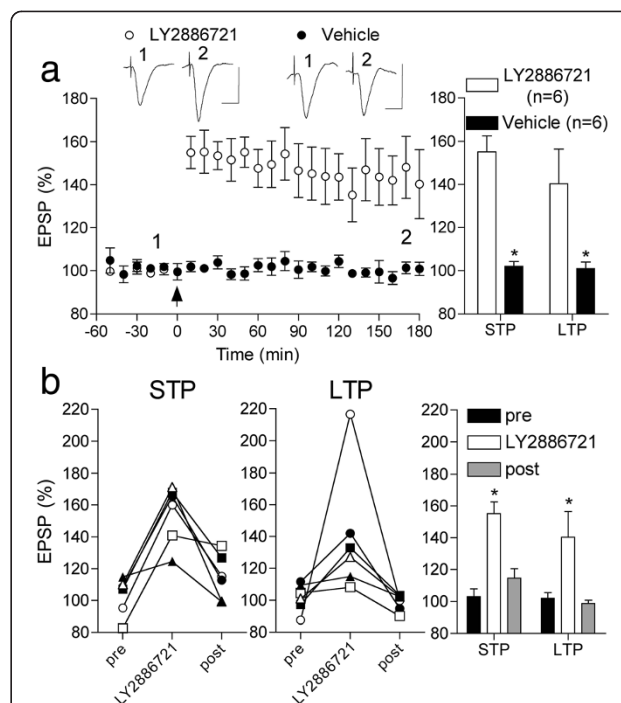 ○ LY2886721 ● Vehicle
a
1 2 1 2
EPSP (%)
180
160
140
120
100
80
1 2
-60 -30 0 30 60 90 120 150 180
Time (min)
LY2886721
(n=6)
Vehicle (n=6)
180
160
140
120
100
80
* *
STP LTP
b
STP LTP
EPSP (%)
220
200
180
160
140
120
100
80
pre LY2886721 post
220
200
180
160
140
120
100
80
pre LY2886721 post
pre
LY2886721
post
220
200
180
160
140
120
100
80
* *
STP LTP